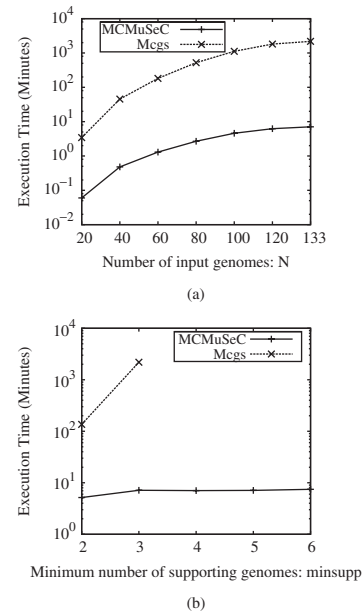 MCMuSeC
Mcgs
Execution Time (Minutes)
10^4
10^3
10^2
10^1
10^0
10^-1
10^-2
20 40 60 80 100 120 133
Number of input genomes: N
(a)
MCMuSeC
Mcgs
Execution Time (Minutes)
10^4
10^3
10^2
10^1
10^0
2 3 4 5 6
Minimum number of supporting genomes: minsupp
(b)